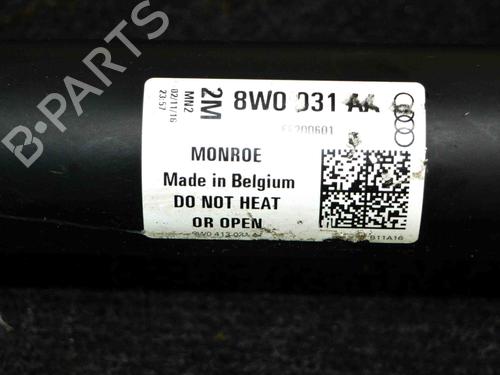 B-PARTS
MN2
02/11/16
23:57
2M
8W0 031 AA
MONROE
Made in Belgium
DO NOT HEAT
OR OPEN